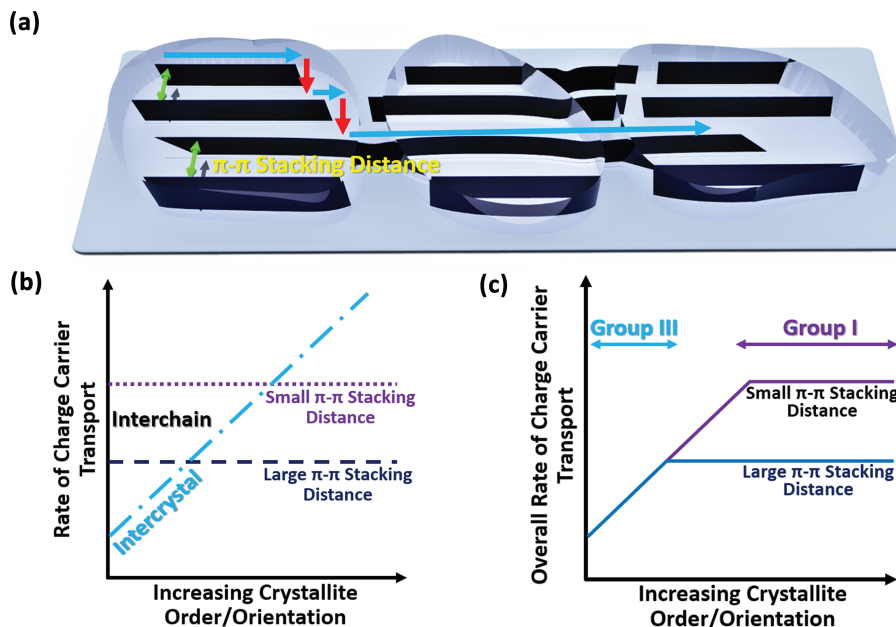 (a)
π-π Stacking Distance
(b)
Rate of Charge Carrier
Transport
Small π-π Stacking
Distance
Interchain
Large π-π Stacking
Distance
Intercrystal
Increasing Crystallite
Order/Orientation
(c)
Overall Rate of Charge Carrier
Transport
Group III
Group I
Small π-π Stacking
Distance
Large π-π Stacking
Distance
Increasing Crystallite
Order/Orientation